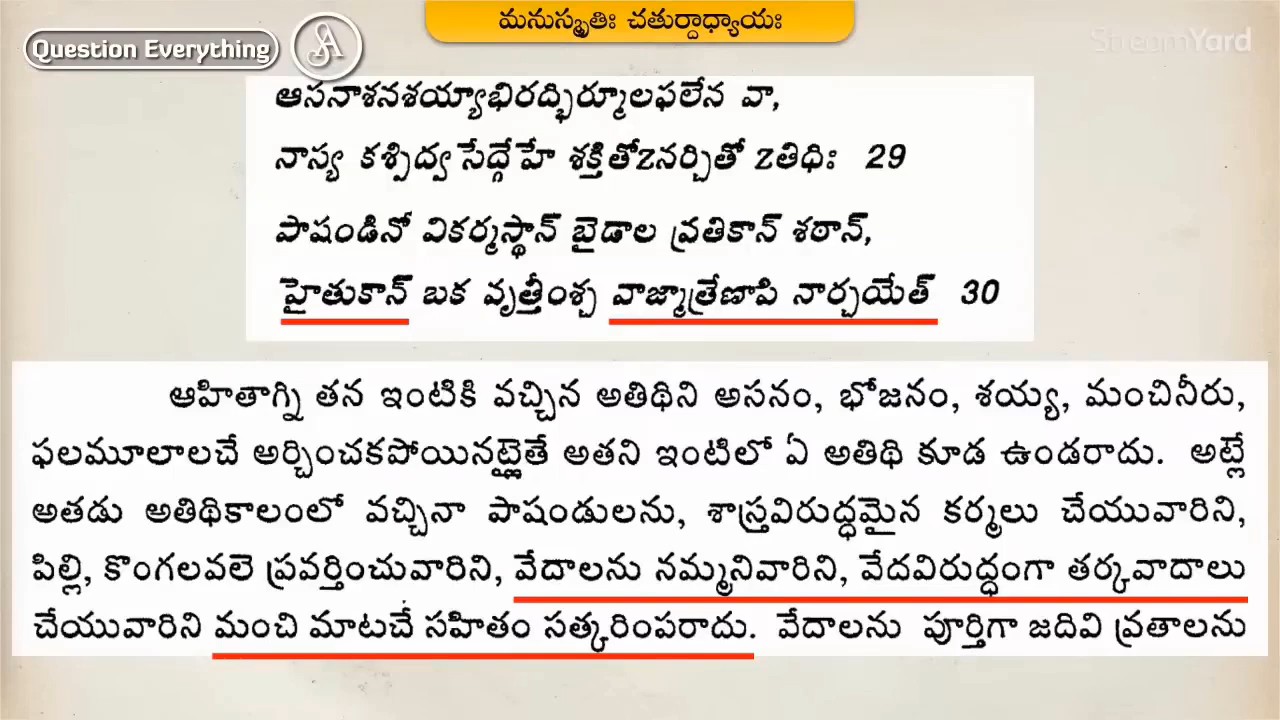 మనుస్మృతిః చతుర్దాధ్యాయః
Question Everything
StreamYard
ఆసనాశనశయ్యాభిరద్భిర్మూలఫలేన వా,
నాస్య కశ్పిద్వ సేద్గేహే శక్తితోzనర్చితో zతిధిః 29
పాషండినో వికర్మస్థాన్ బైడాల వ్రతికాన్ శఠాన్,
హైతుకాన్ బక వృత్తీంశ్చ వాఙ్మాత్రేణాపి నార్చయేత్ 30
ఆహితాగ్ని తన ఇంటికి వచ్చిన అతిథిని అసనం, భోజనం, శయ్య, మంచినీరు,
ఫలమూలాలచే అర్చించకపోయినట్లైతే అతని ఇంటిలో ఏ అతిథి కూడ ఉండరాదు. అట్లే
అతడు అతిథికాలంలో వచ్చినా పాషండులను, శాస్త్రవిరుద్ధమైన కర్మలు చేయువారిని,
పిల్లి, కొంగలవలె ప్రవర్తించువారిని, వేదాలను నమ్మనివారిని, వేదవిరుద్ధంగా తర్కవాదాలు
చేయువారిని మంచి మాటచే సహితం సత్కరింపరాదు. వేదాలను పూర్తిగా జదివి వ్రతాలను